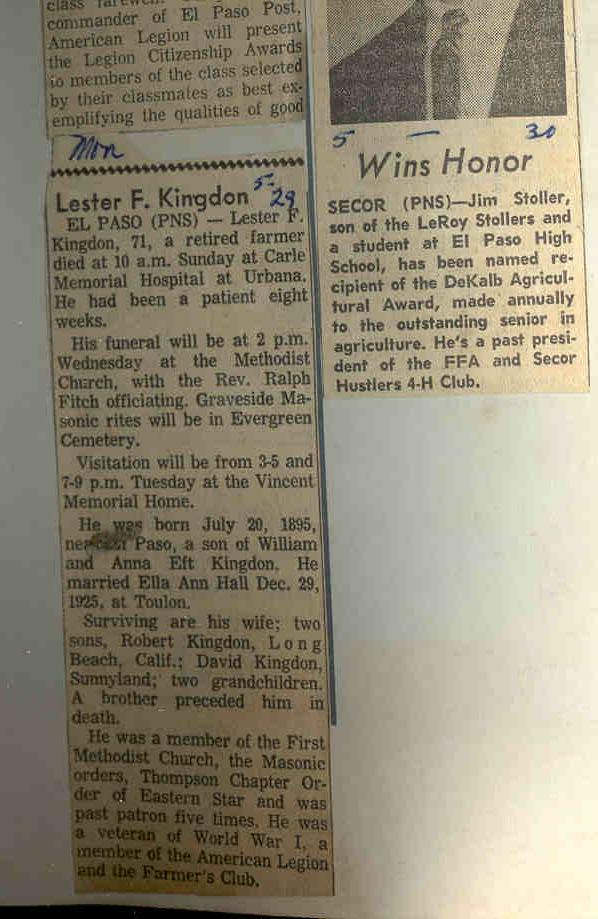 class farewell
commander of El Paso Post,
American Legion will present
the Legion Citizenship Awards
to members of the class selected
by their classmates as best ex-
emplifying the qualities of good
Mon
Lester F. Kingdon 5-29
EL PASO (PNS) — Lester F.
Kingdon, 71, a retired farmer
died at 10 a.m. Sunday at Carle
Memorial Hospital at Urbana.
He had been a patient eight
weeks.
His funeral will be at 2 p.m.
Wednesday at the Methodist
Church, with the Rev. Ralph
Fitch officiating. Graveside Ma-
sonic rites will be in Evergreen
Cemetery.
Visitation will be from 3-5 and
7-9 p.m. Tuesday at the Vincent
Memorial Home.
He was born July 20, 1895,
near Paso, a son of William
and Anna Eft Kingdon. He
married Ella Ann Hall Dec. 29,
1925, at Toulon.
Surviving are his wife; two
sons, Robert Kingdon, Long
Beach, Calif.; David Kingdon,
Sunnyland; two grandchildren.
A brother preceded him in
death.
He was a member of the First
Methodist Church, the Masonic
orders, Thompson Chapter Or-
der of Eastern Star and was
past patron five times. He was
a veteran of World War I, a
member of the American Legion
and the Farmer's Club.
5 — 30
Wins Honor
SECOR (PNS)—Jim Stoller,
son of the LeRoy Stollers and
a student at El Paso High
School, has been named re-
cipient of the DeKalb Agricul-
tural Award, made annually
to the outstanding senior in
agriculture. He's a past presi-
dent of the FFA and Secor
Hustlers 4-H Club.